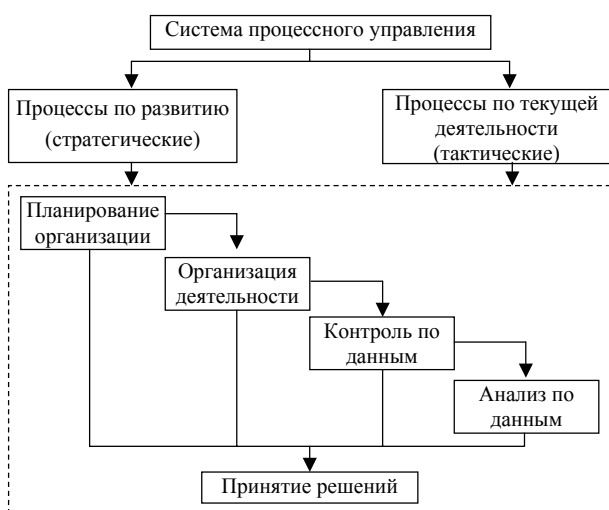 Система процессного управления
Процессы по развитию
(стратегические)
Процессы по текущей
деятельности
(тактические)
Планирование
организации
Организация
деятельности
Контроль по
данным
Анализ по
данным
Принятие решений